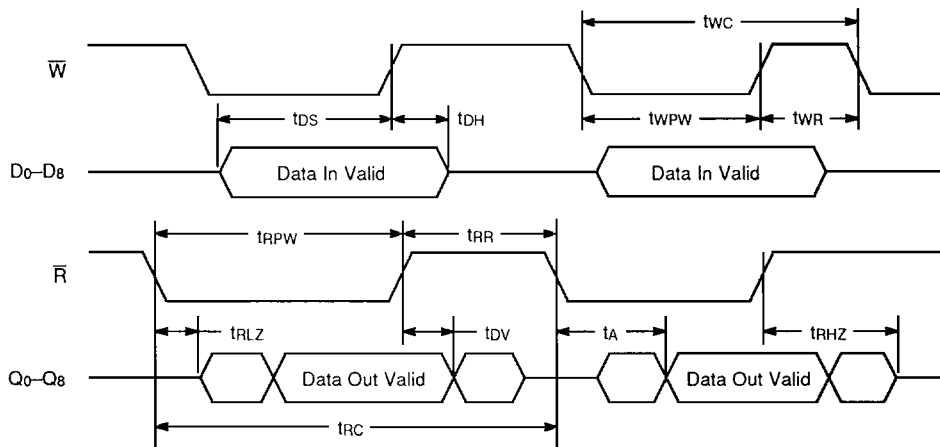 tWC
W̅
tDS
tDH
tWPW
tWR
D0–D8
Data In Valid
Data In Valid
tRPW
tRR
R̅
tRLZ
tDV
tA
tRHZ
Q0–Q8
Data Out Valid
Data Out Valid
tRC